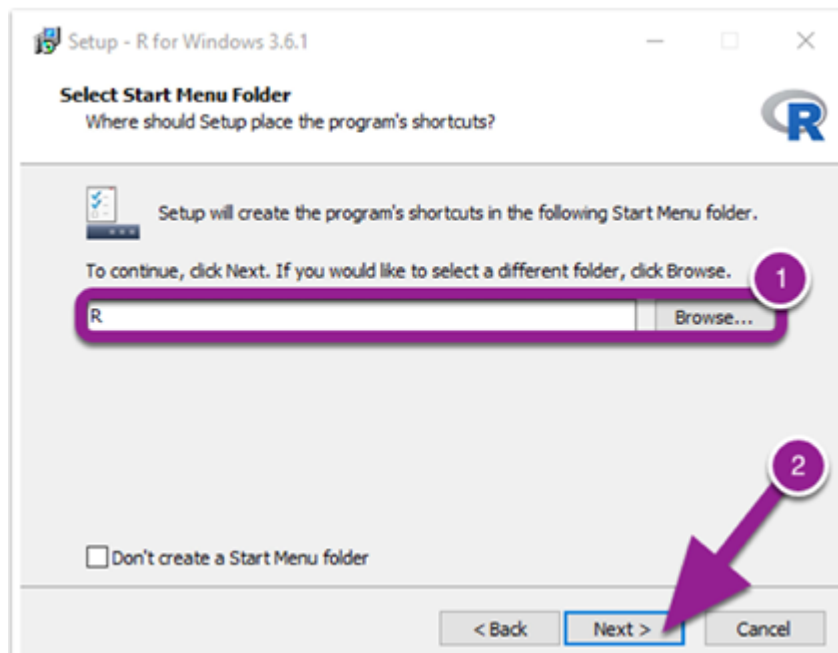 Setup - R for Windows 3.6.1
Select Start Menu Folder
Where should Setup place the program's shortcuts?
R
Setup will create the program's shortcuts in the following Start Menu folder.
To continue, click Next. If you would like to select a different folder, click Browse.
1
R
Browse...
2
Don't create a Start Menu folder
< Back
Next >
Cancel